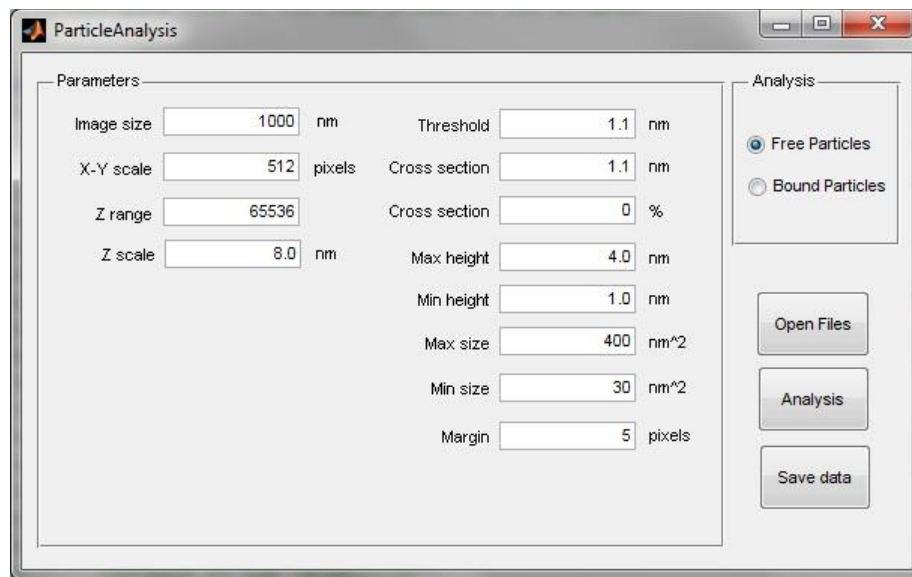 ParticleAnalysis
Parameters
Image size 1000 nm
X-Y scale 512 pixels
Z range 65536
Z scale 8.0 nm
Threshold 1.1 nm
Cross section 1.1 nm
Cross section 0 %
Max height 4.0 nm
Min height 1.0 nm
Max size 400 nm^2
Min size 30 nm^2
Margin 5 pixels
Analysis
Free Particles
Bound Particles
Open Files
Analysis
Save data